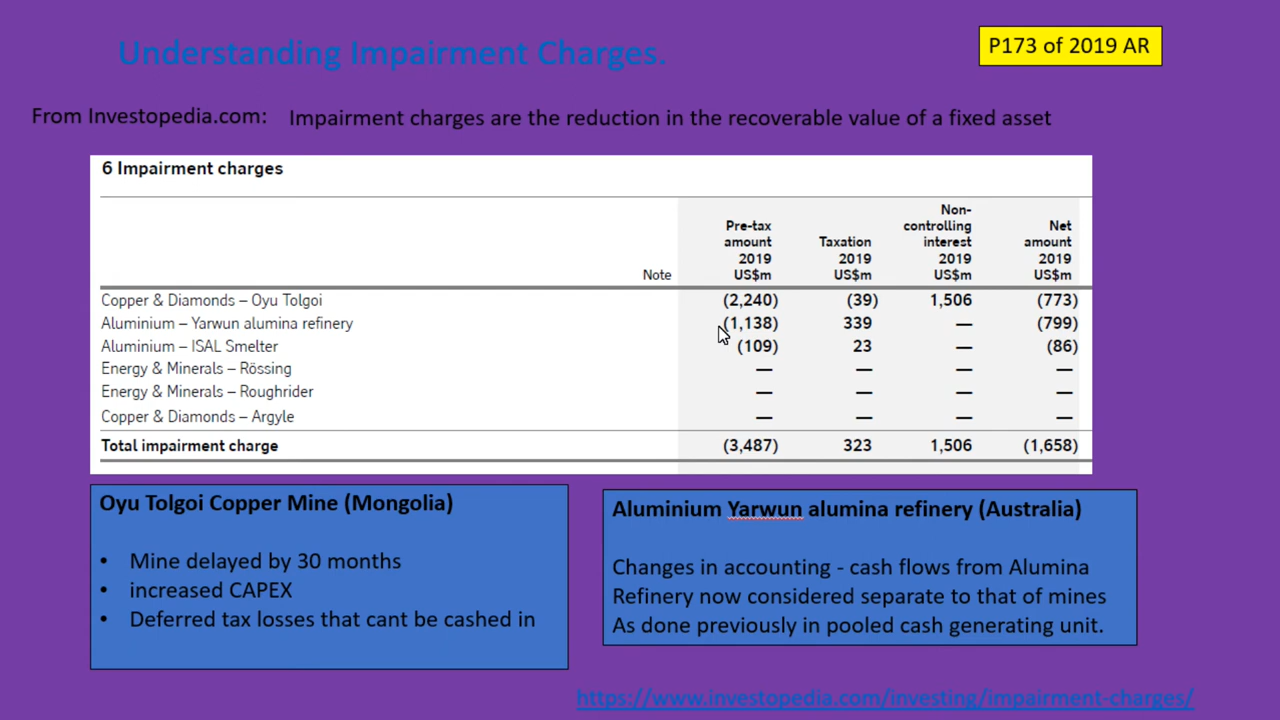 Understanding Impairment Charges.
P173 of 2019 AR
From Investopedia.com: Impairment charges are the reduction in the recoverable value of a fixed asset
6 Impairment charges
Note
Pre-tax amount 2019 US$m
Taxation 2019 US$m
Non-controlling interest 2019 US$m
Net amount 2019 US$m
Copper & Diamonds – Oyu Tolgoi (2,240) (39) 1,506 (773)
Aluminium – Yarwun alumina refinery (1,138) 339 — (799)
Aluminium – ISAL Smelter (109) 23 — (86)
Energy & Minerals – Rössing — — — —
Energy & Minerals – Roughrider — — — —
Copper & Diamonds – Argyle — — — —
Total impairment charge (3,487) 323 1,506 (1,658)
Oyu Tolgoi Copper Mine (Mongolia)
• Mine delayed by 30 months
• increased CAPEX
• Deferred tax losses that cant be cashed in
Aluminium Yarwun alumina refinery (Australia)
Changes in accounting - cash flows from Alumina
Refinery now considered separate to that of mines
As done previously in pooled cash generating unit.
https://www.investopedia.com/investing/impairment-charges/